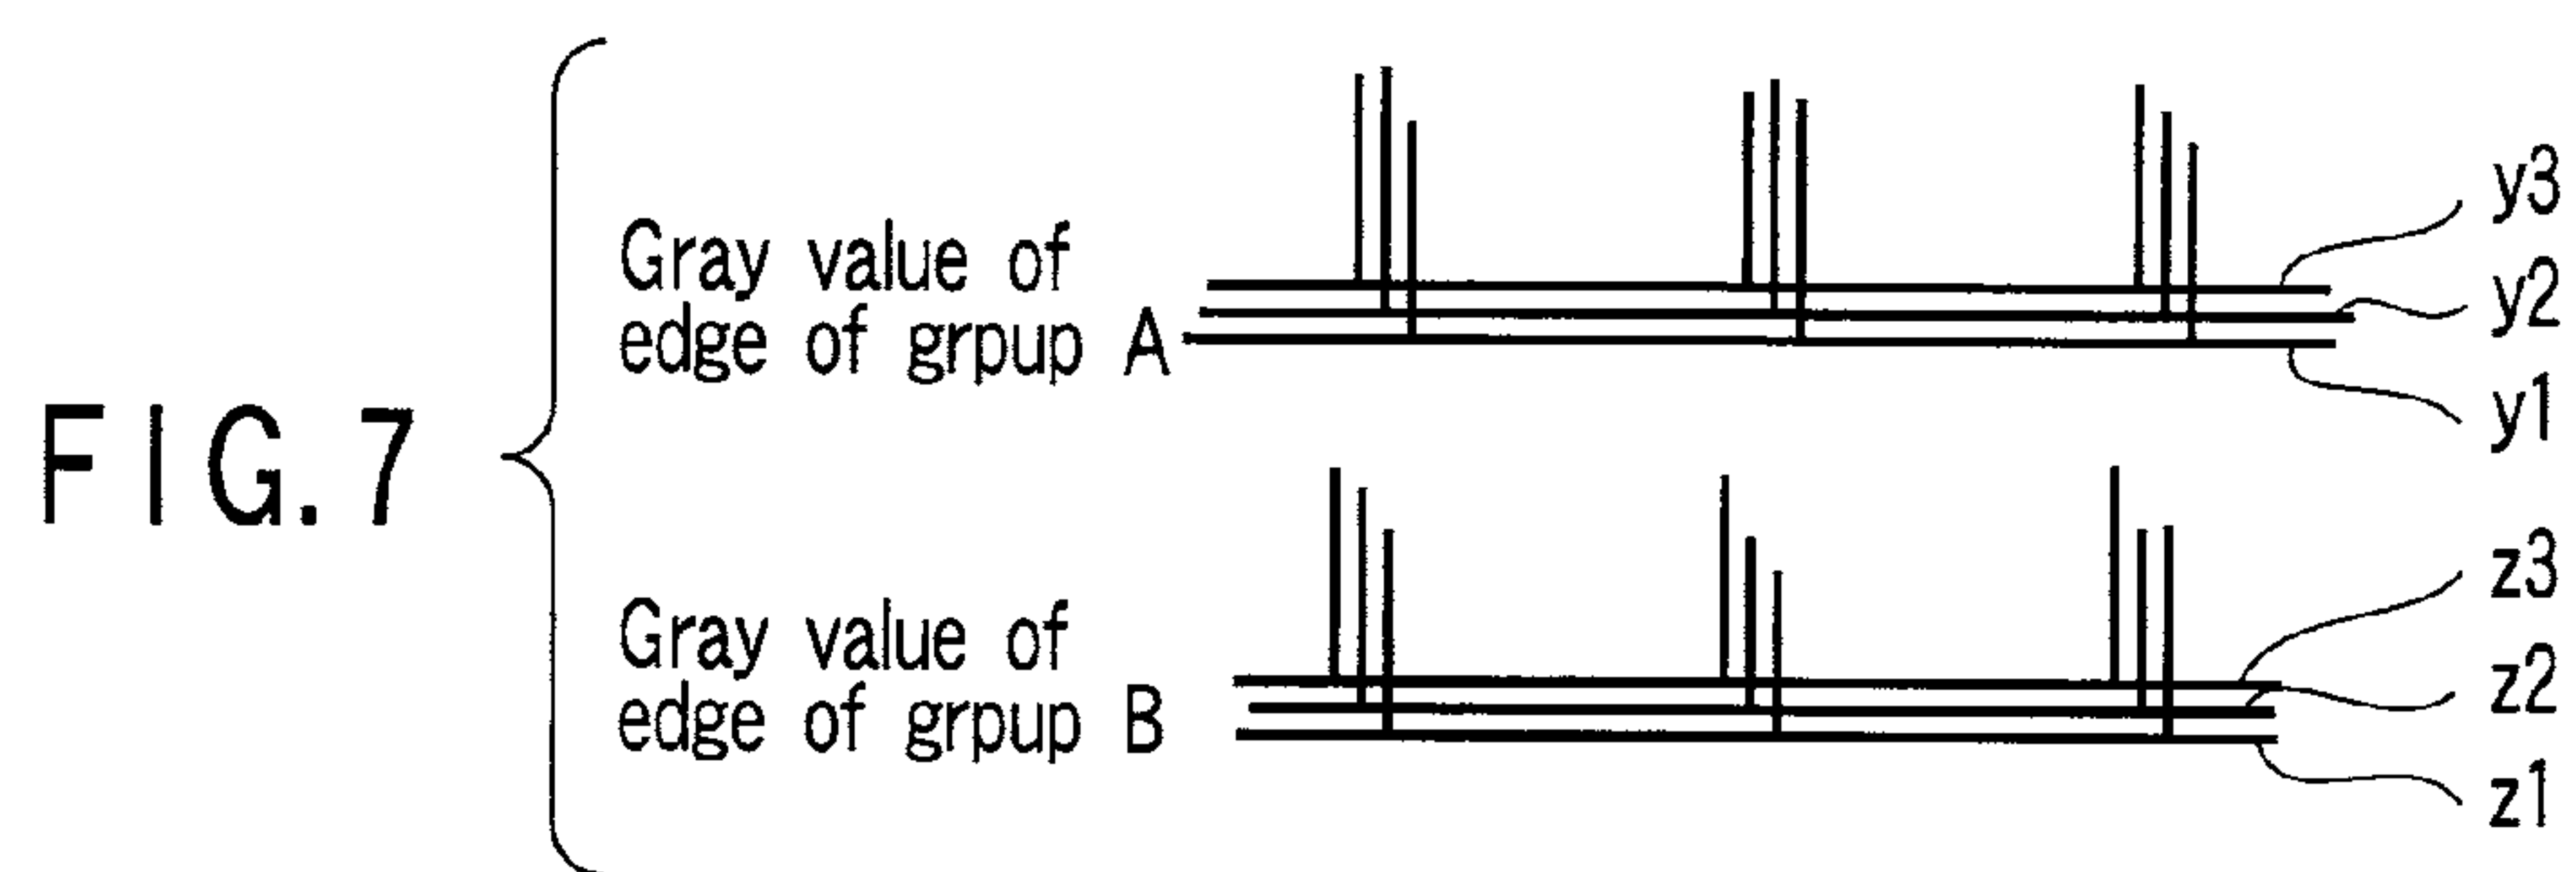 FIG. 7
Gray value of
edge of grpup A
y3
y2
y1
Gray value of
edge of grpup B
z3
z2
z1